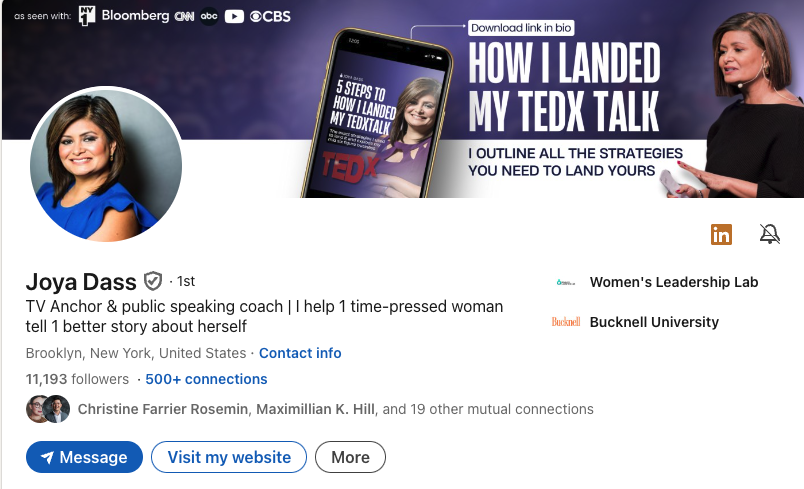 as seen with: NY 1 Bloomberg CNN abc YouTube CBS
Download link in bio
HOW I LANDED
MY TEDX TALK
I OUTLINE ALL THE STRATEGIES
YOU NEED TO LAND YOURS
JOYA DASS
5 STEPS TO
HOW I LANDED
MY TEDXTALK
TEDX
in
Joya Dass · 1st
TV Anchor & public speaking coach | I help 1 time-pressed woman
tell 1 better story about herself
Brooklyn, New York, United States · Contact info
11,193 followers · 500+ connections
Christine Farrier Rosemin, Maximillian K. Hill, and 19 other mutual connections
Message
Visit my website
More
Women's Leadership Lab
Bucknell
Bucknell University